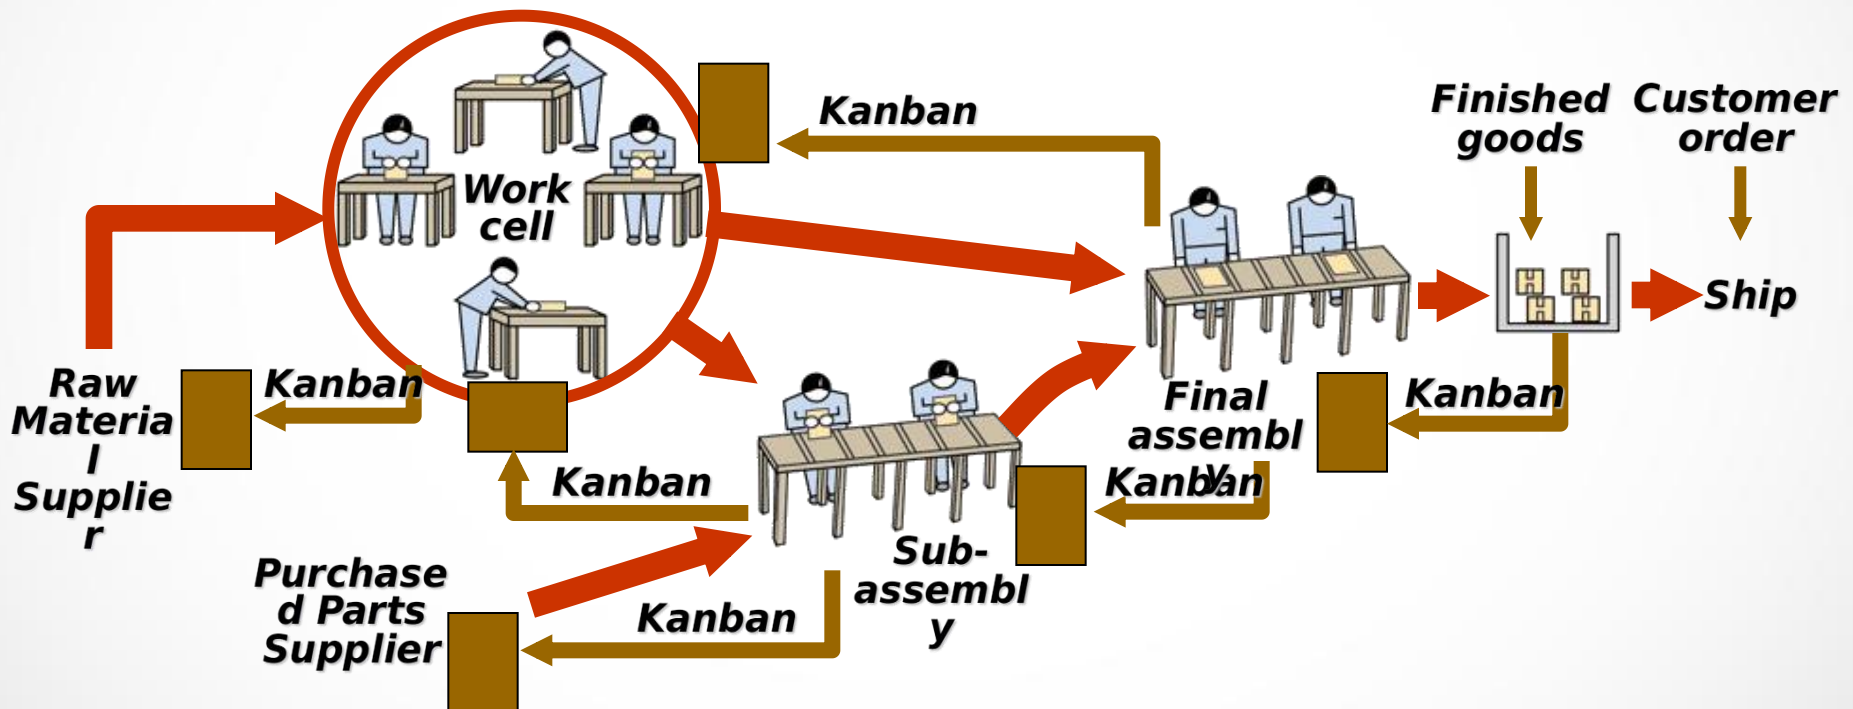 Kanban
Finished
goods
Customer
order
Work
cell
Ship
Raw
Materia
l
Supplie
r
Kanban
Final
assembl
y
Kanban
Kanban
Kanban
Sub-
assembl
y
Purchase
d Parts
Supplier
Kanban